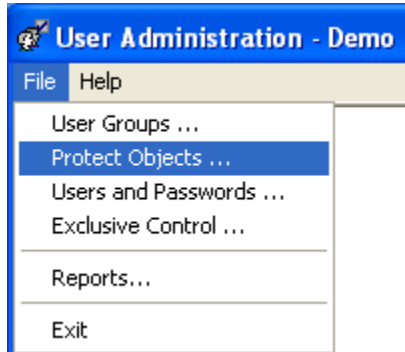 User Administration - Demo
File Help
User Groups ...
Protect Objects ...
Users and Passwords ...
Exclusive Control ...
Reports...
Exit